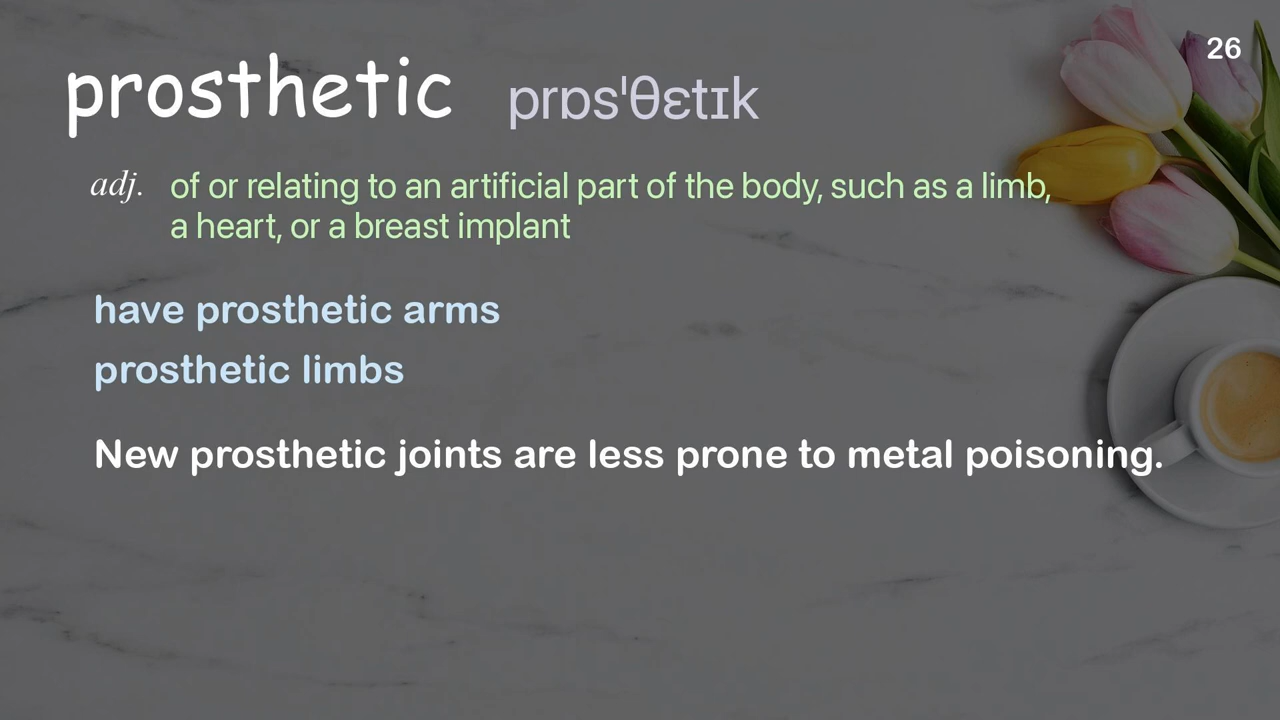 26
prosthetic prɒsˈθɛtɪk
adj. of or relating to an artificial part of the body, such as a limb,
a heart, or a breast implant
have prosthetic arms
prosthetic limbs
New prosthetic joints are less prone to metal poisoning.